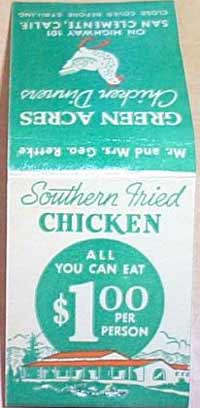 CLOSE COVER BEFORE STRIKING
ON HIGHWAY 101
SAN CLEMENTE, CALIF.
GREEN ACRES
Chicken Dinners
Mr. and Mrs. Geo. Rettke
Southern Fried
CHICKEN
ALL
YOU CAN EAT
$1.00
PER
PERSON